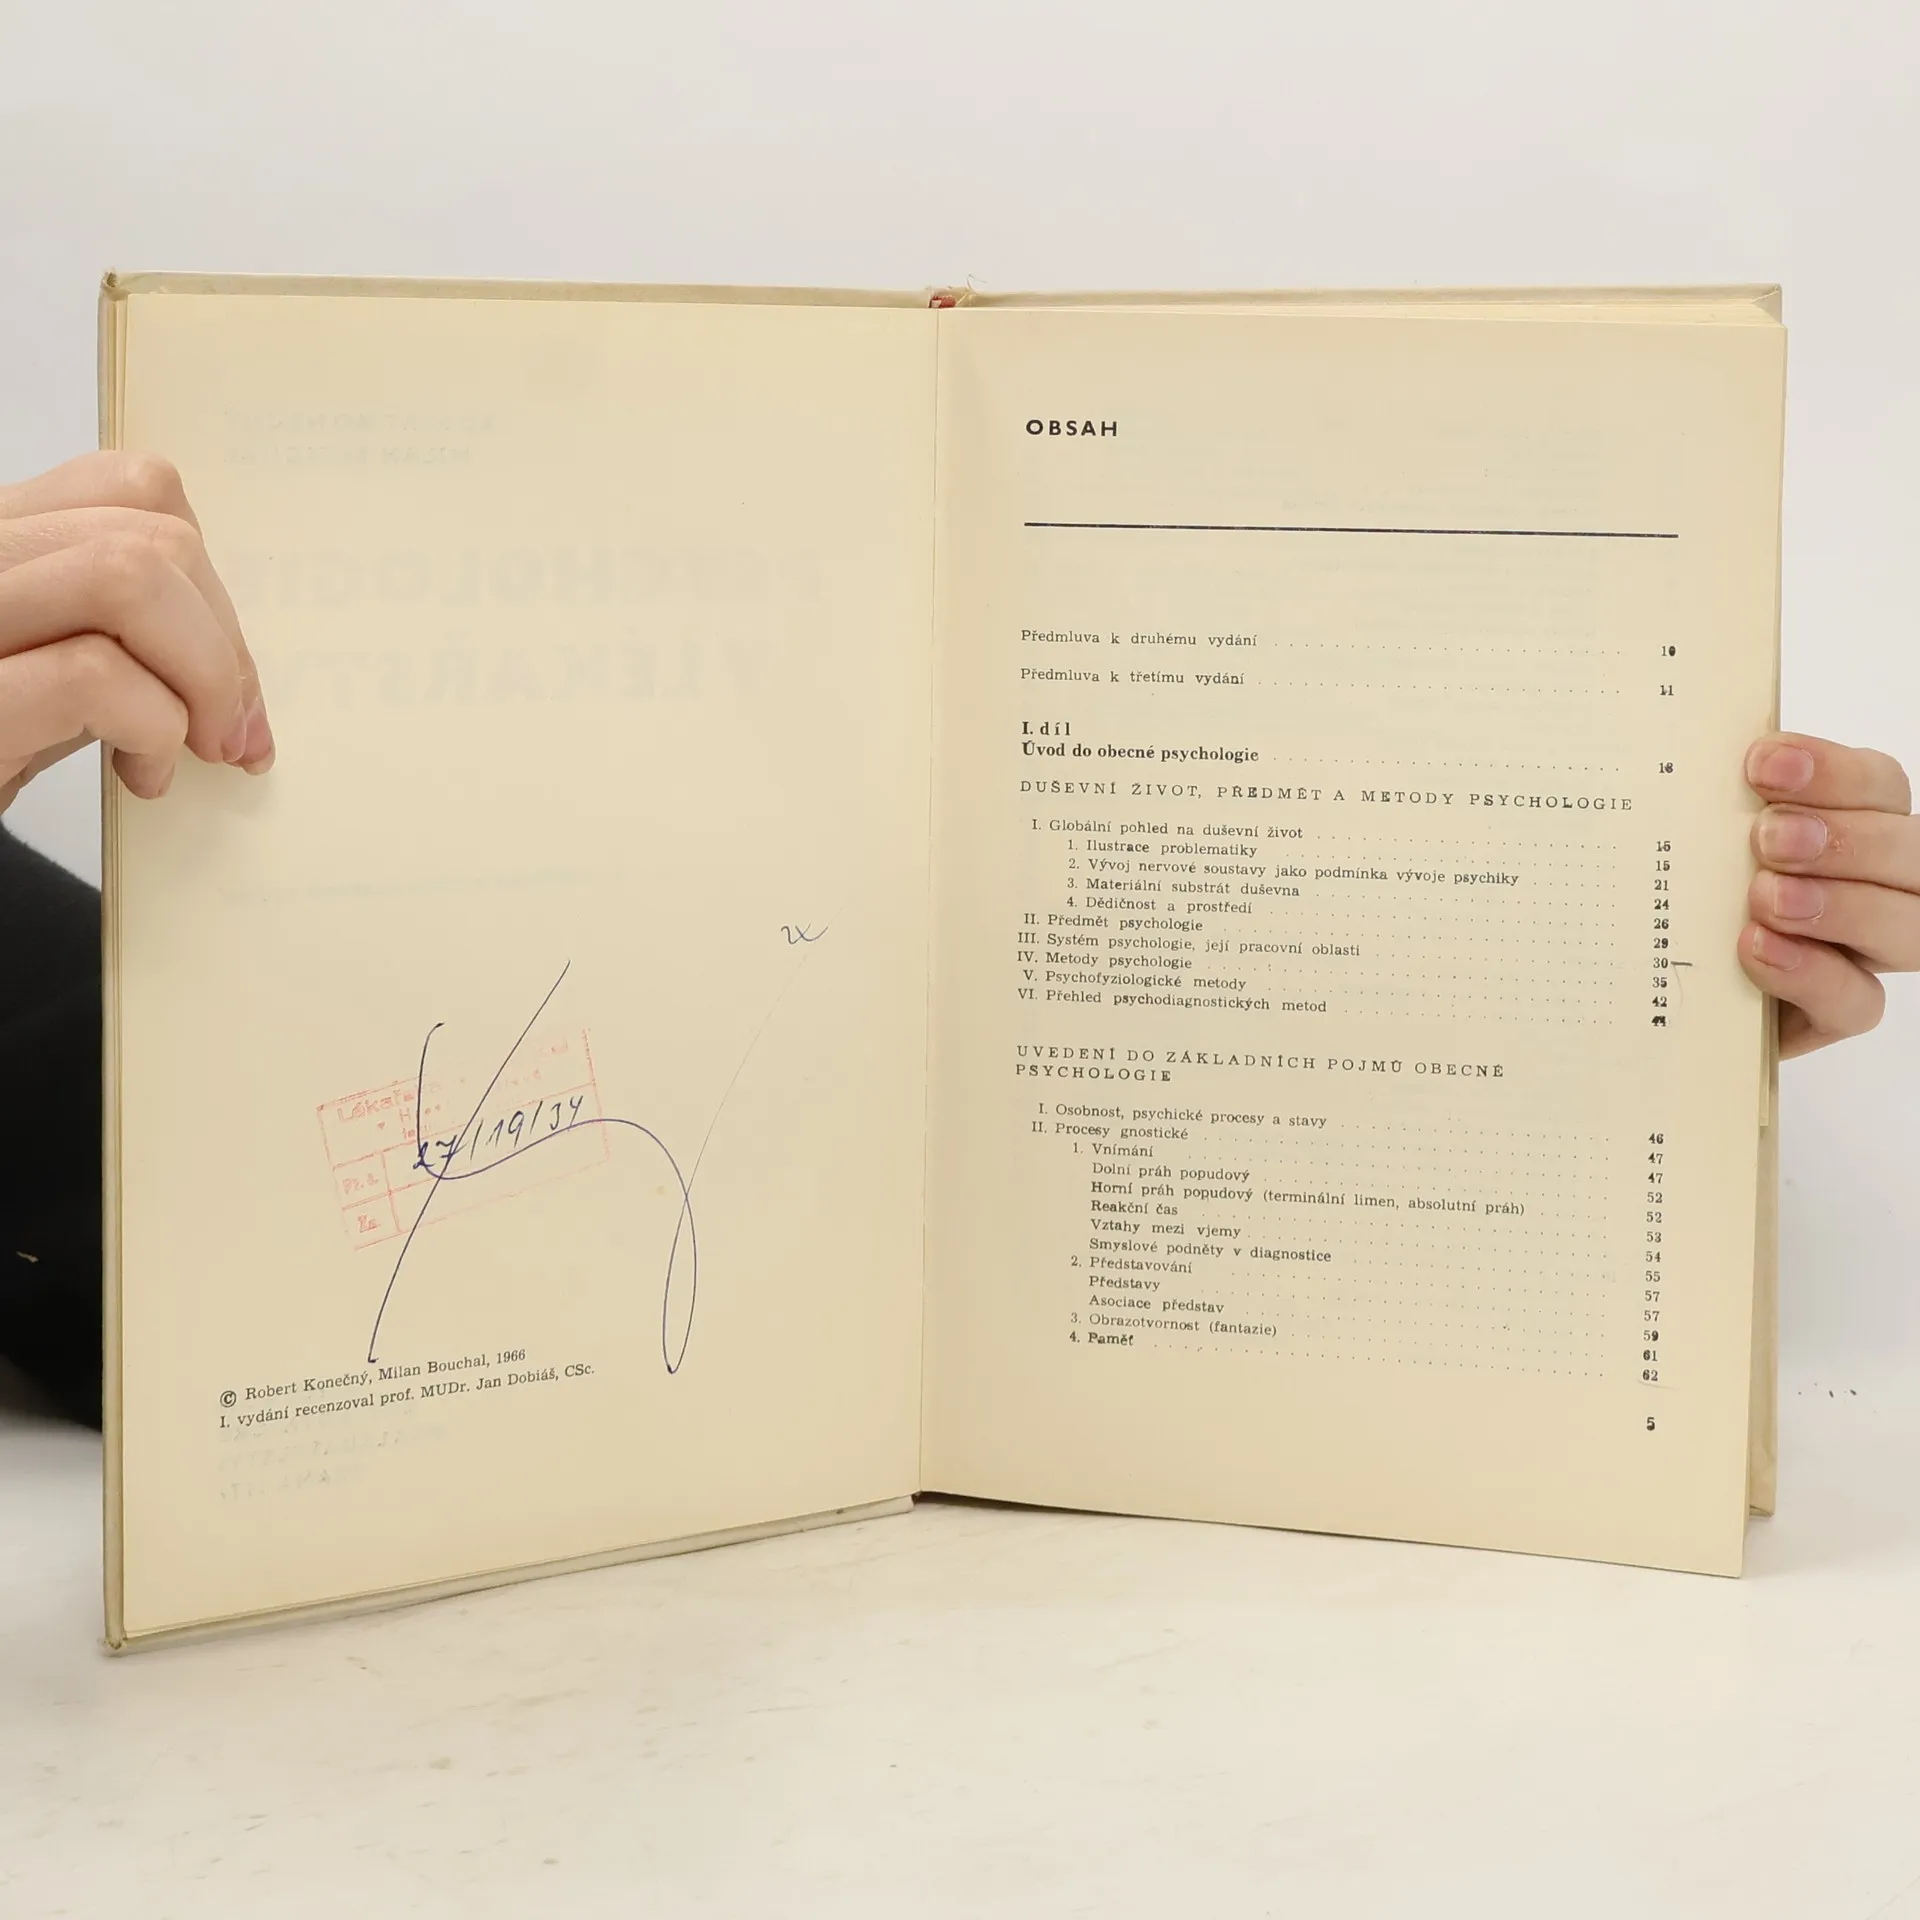 27/19/34
© Robert Konečný, Milan Bouchal, 1966
I. vydání recenzoval prof. MUDr. Jan Dobiáš, CSc.
OBSAH
Předmluva k druhému vydání 10
Předmluva k třetímu vydání 11
I. díl
Úvod do obecné psychologie 13
DUŠEVNÍ ŽIVOT, PŘEDMĚT A METODY PSYCHOLOGIE
I. Globální pohled na duševní život 15
1. Ilustrace problematiky 15
2. Vývoj nervové soustavy jako podmínka vývoje psychiky 21
3. Materiální substrát duševna 24
4. Dědičnost a prostředí 26
II. Předmět psychologie 29
III. Systém psychologie, její pracovní oblasti 30
IV. Metody psychologie 35
V. Psychofyziologické metody 42
VI. Přehled psychodiagnostických metod 44
UVEDENÍ DO ZÁKLADNÍCH POJMŮ OBECNÉ
PSYCHOLOGIE
I. Osobnost, psychické procesy a stavy 46
II. Procesy gnostické 47
1. Vnímání 47
Dolní práh popudový 52
Horní práh popudový (terminální limen, absolutní práh) 52
Reakční čas 53
Vztahy mezi vjemy 54
Smyslové podněty v diagnostice 55
2. Představování 57
Představy 57
Asociace představ 59
3. Obrazotvornost (fantazie) 61
4. Paměť 62
5